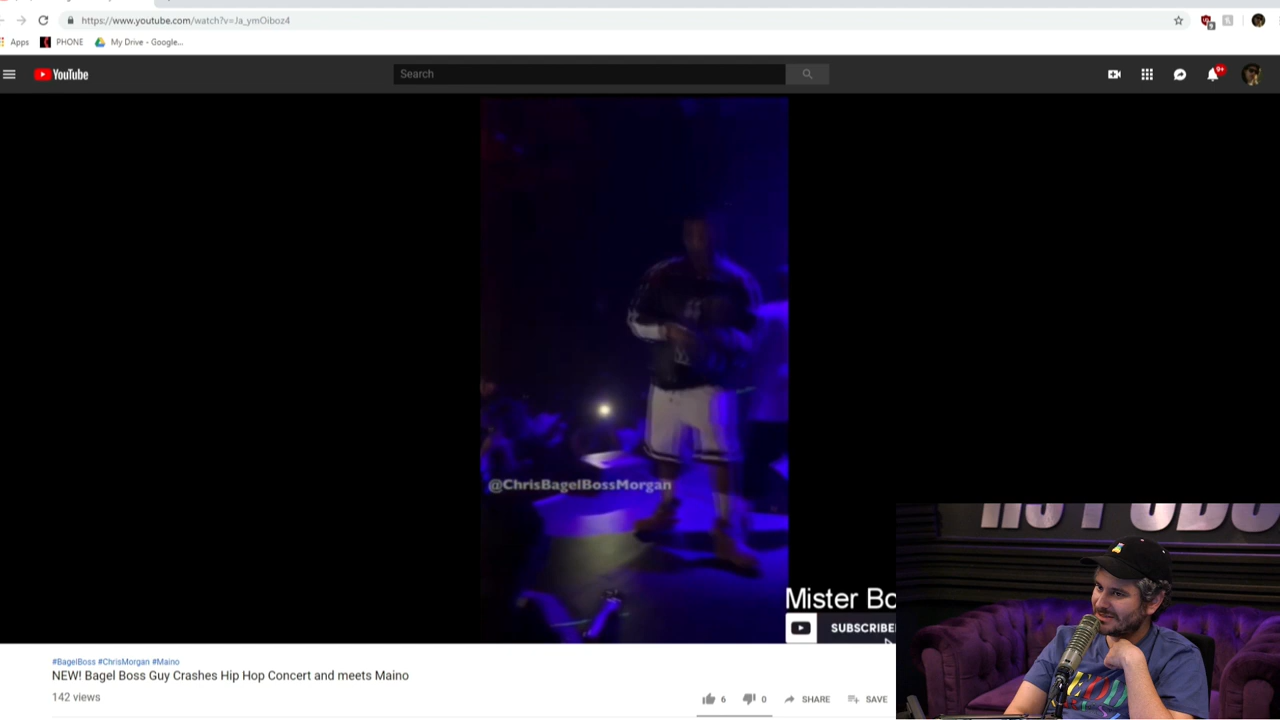 https://www.youtube.com/watch?v=Ja_ymOiboz4
Apps PHONE My Drive - Google...
YouTube Search 9+
@ChrisBagelBossMorgan
Mister Bo
SUBSCRIBE
#BagelBoss #ChrisMorgan #Maino
NEW! Bagel Boss Guy Crashes Hip Hop Concert and meets Maino
142 views
6 0 SHARE SAVE